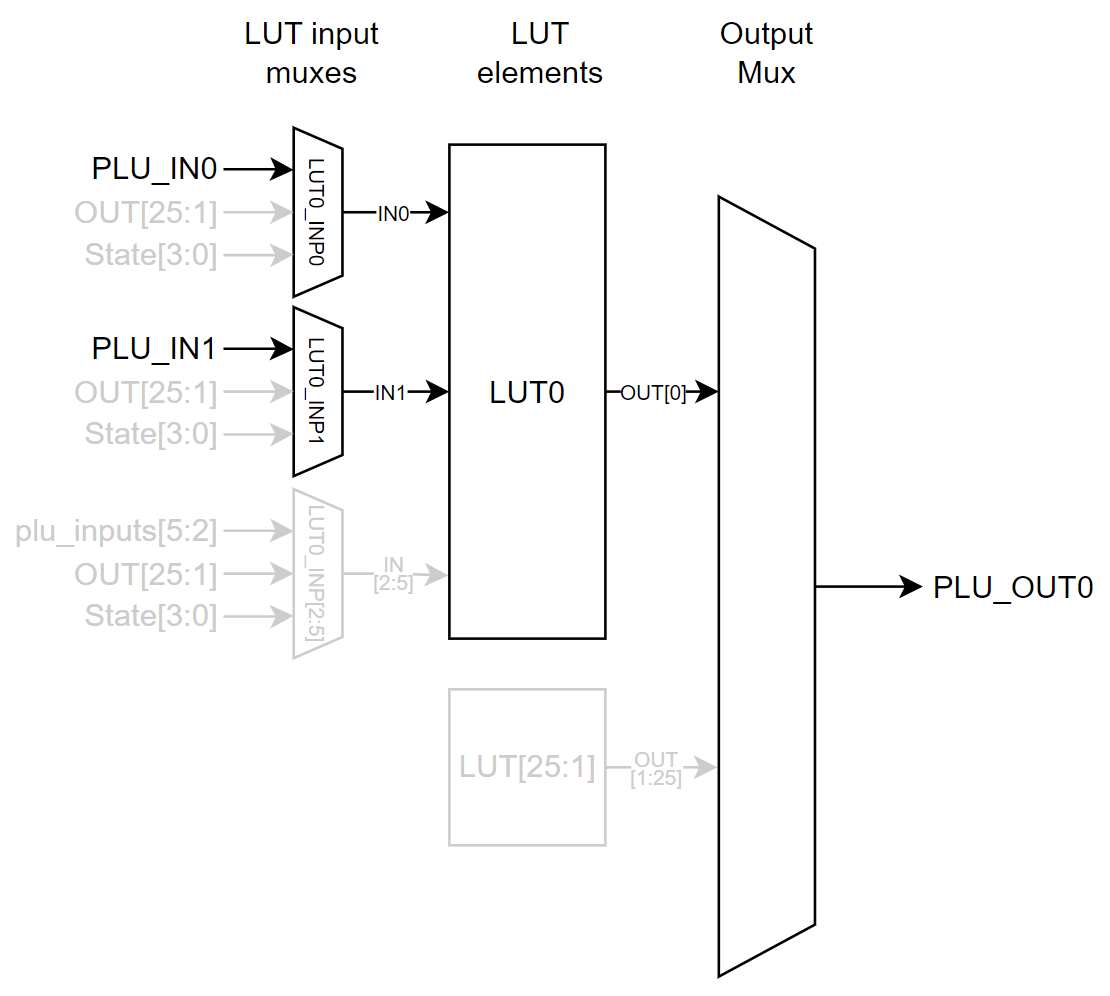 LUT input
muxes
LUT
elements
Output
Mux
PLU_IN0
OUT[25:1]
State[3:0]
LUT0_INP0
IN0
PLU_IN1
OUT[25:1]
State[3:0]
LUT0_INP1
IN1
plu_inputs[5:2]
OUT[25:1]
State[3:0]
LUT0_INP[2:5]
IN
[2:5]
LUT0
OUT[0]
LUT[25:1]
OUT
[1:25]
PLU_OUT0